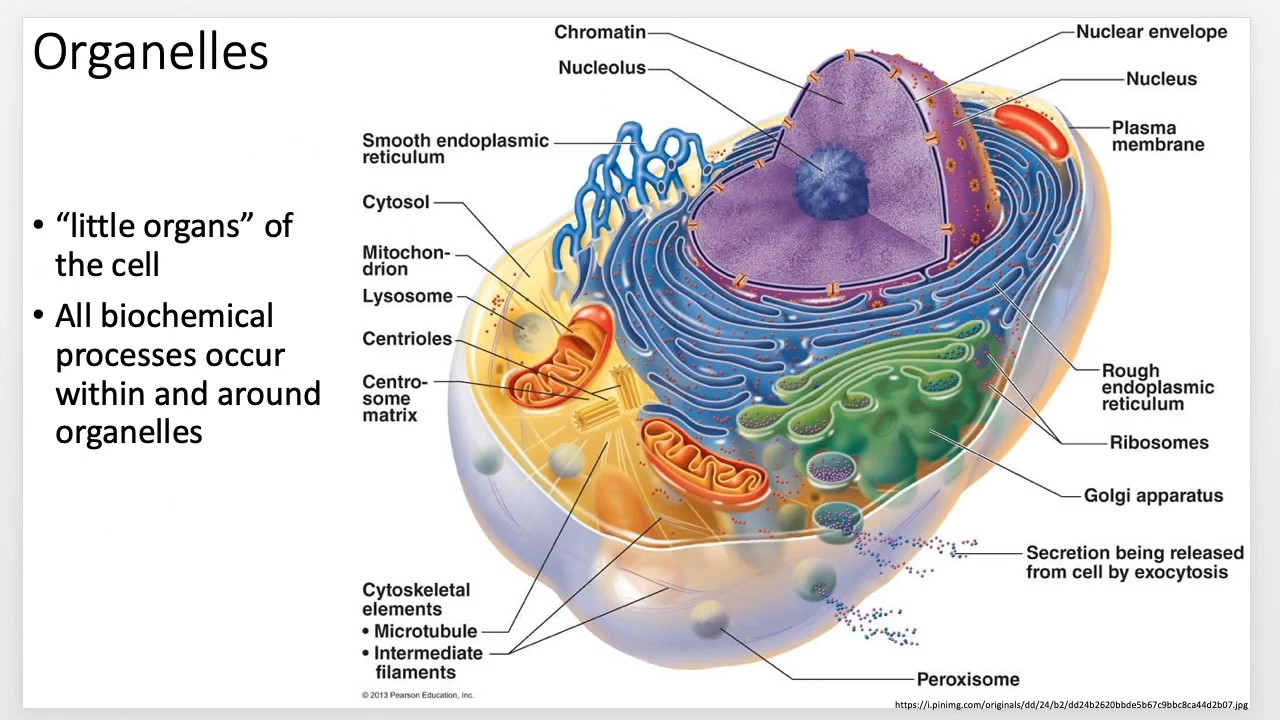 Organelles
• “little organs” of
the cell
• All biochemical
processes occur
within and around
organelles
Chromatin
Nucleolus
Smooth endoplasmic
reticulum
Cytosol
Mitochon-
drion
Lysosome
Centrioles
Centro-
some
matrix
Cytoskeletal
elements
• Microtubule
• Intermediate
filaments
© 2013 Pearson Education, Inc.
Nuclear envelope
Nucleus
Plasma
membrane
Rough
endoplasmic
reticulum
Ribosomes
Golgi apparatus
Secretion being released
from cell by exocytosis
Peroxisome
https://i.pinimg.com/originals/dd/24/b2/dd24b2620bbde5b67c9bbc8ca44d2b07.jpg